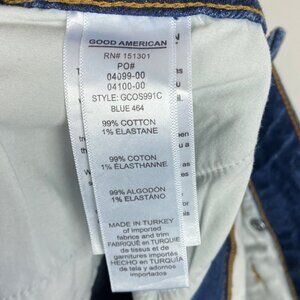 GOOD AMERICAN
RN# 151301
PO#
04099-00
04100-00
STYLE: GCOS991C
BLUE 464
99% COTTON
1% ELASTANE
99% COTON
1% ELASTHANNE
99% ALGODÓN
1% ELASTANO
MADE IN TURKEY
of imported
fabrics and trim
FABRIQUÉ EN TURQUIE
de tissus et de
garnitures importés
HECHO EN TURQUÍA
de tela y adornos
importados